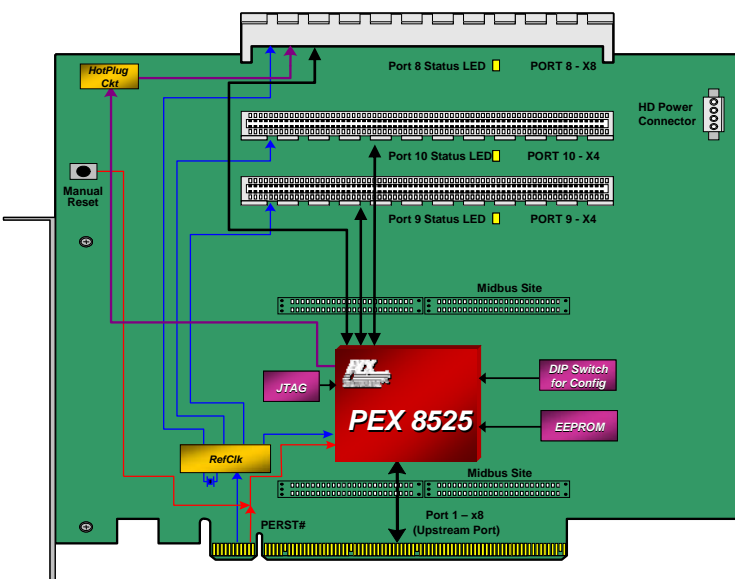 HotPlug
Ckt
Port 8 Status LED
PORT 8 - X8
HD Power
Connector
Port 10 Status LED
PORT 10 - X4
Manual
Reset
Port 9 Status LED
PORT 9 - X4
Midbus Site
JTAG
DIP Switch
for Config
PEX 8525
EEPROM
RefClk
Midbus Site
Port 1 – x8
(Upstream Port)
PERST#